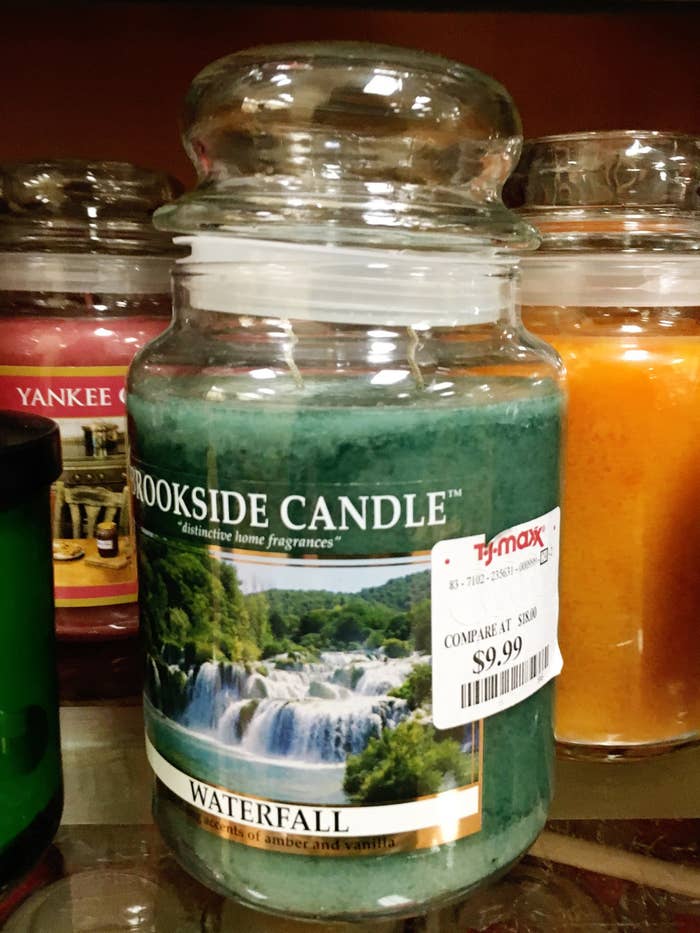 YANKEE
ROOKSIDE CANDLE™
"distinctive home fragrances"
T·J·maxx
COMPARE AT $18.00
$9.99
WATERFALL
accents of amber and vanilla